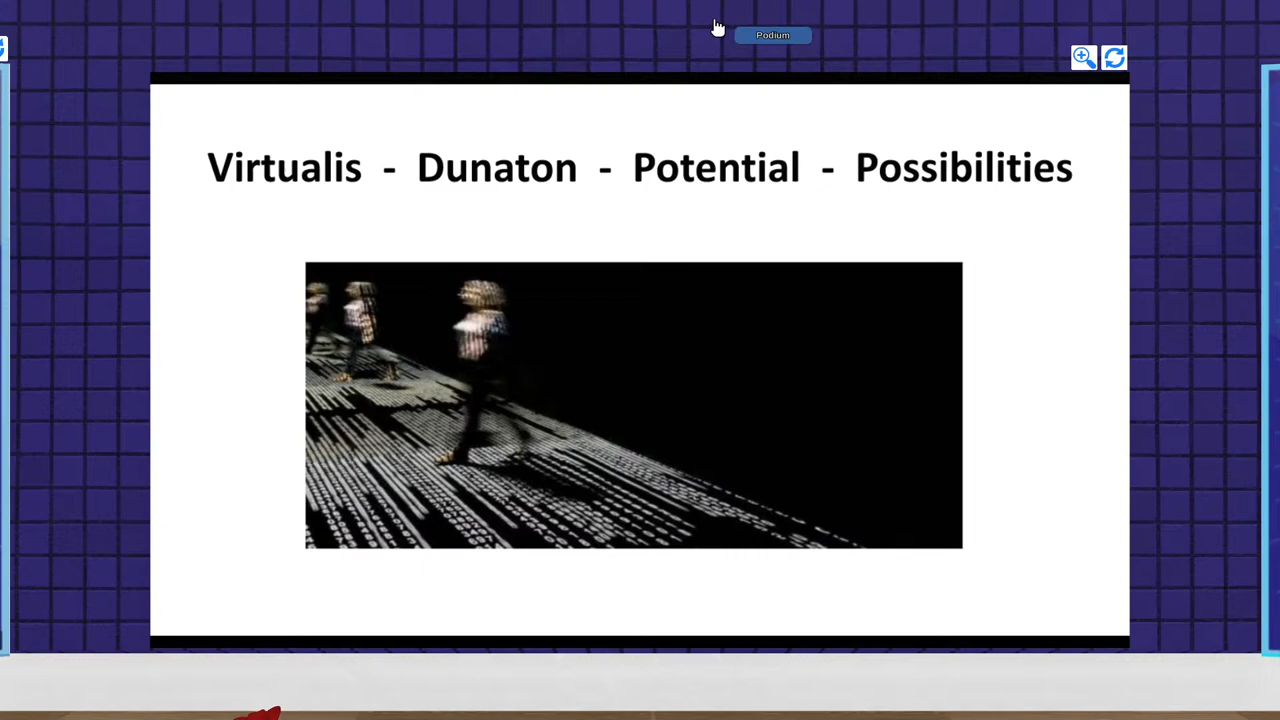 Podium
Virtualis - Dunaton - Potential - Possibilities